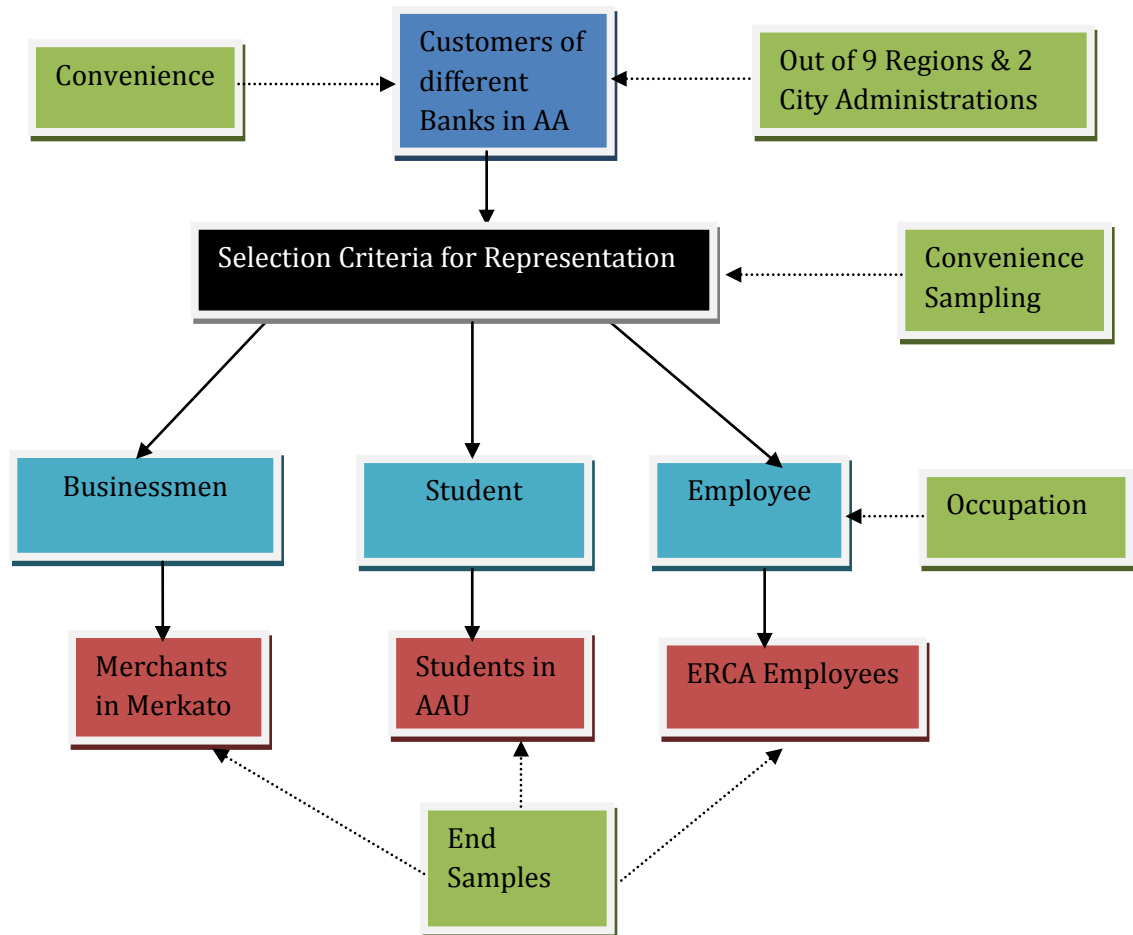 Convenience
Customers of
different
Banks in AA
Out of 9 Regions & 2
City Administrations
Selection Criteria for Representation
Convenience
Sampling
Businessmen
Student
Employee
Occupation
Merchants
in Merkato
Students in
AAU
ERCA Employees
End
Samples